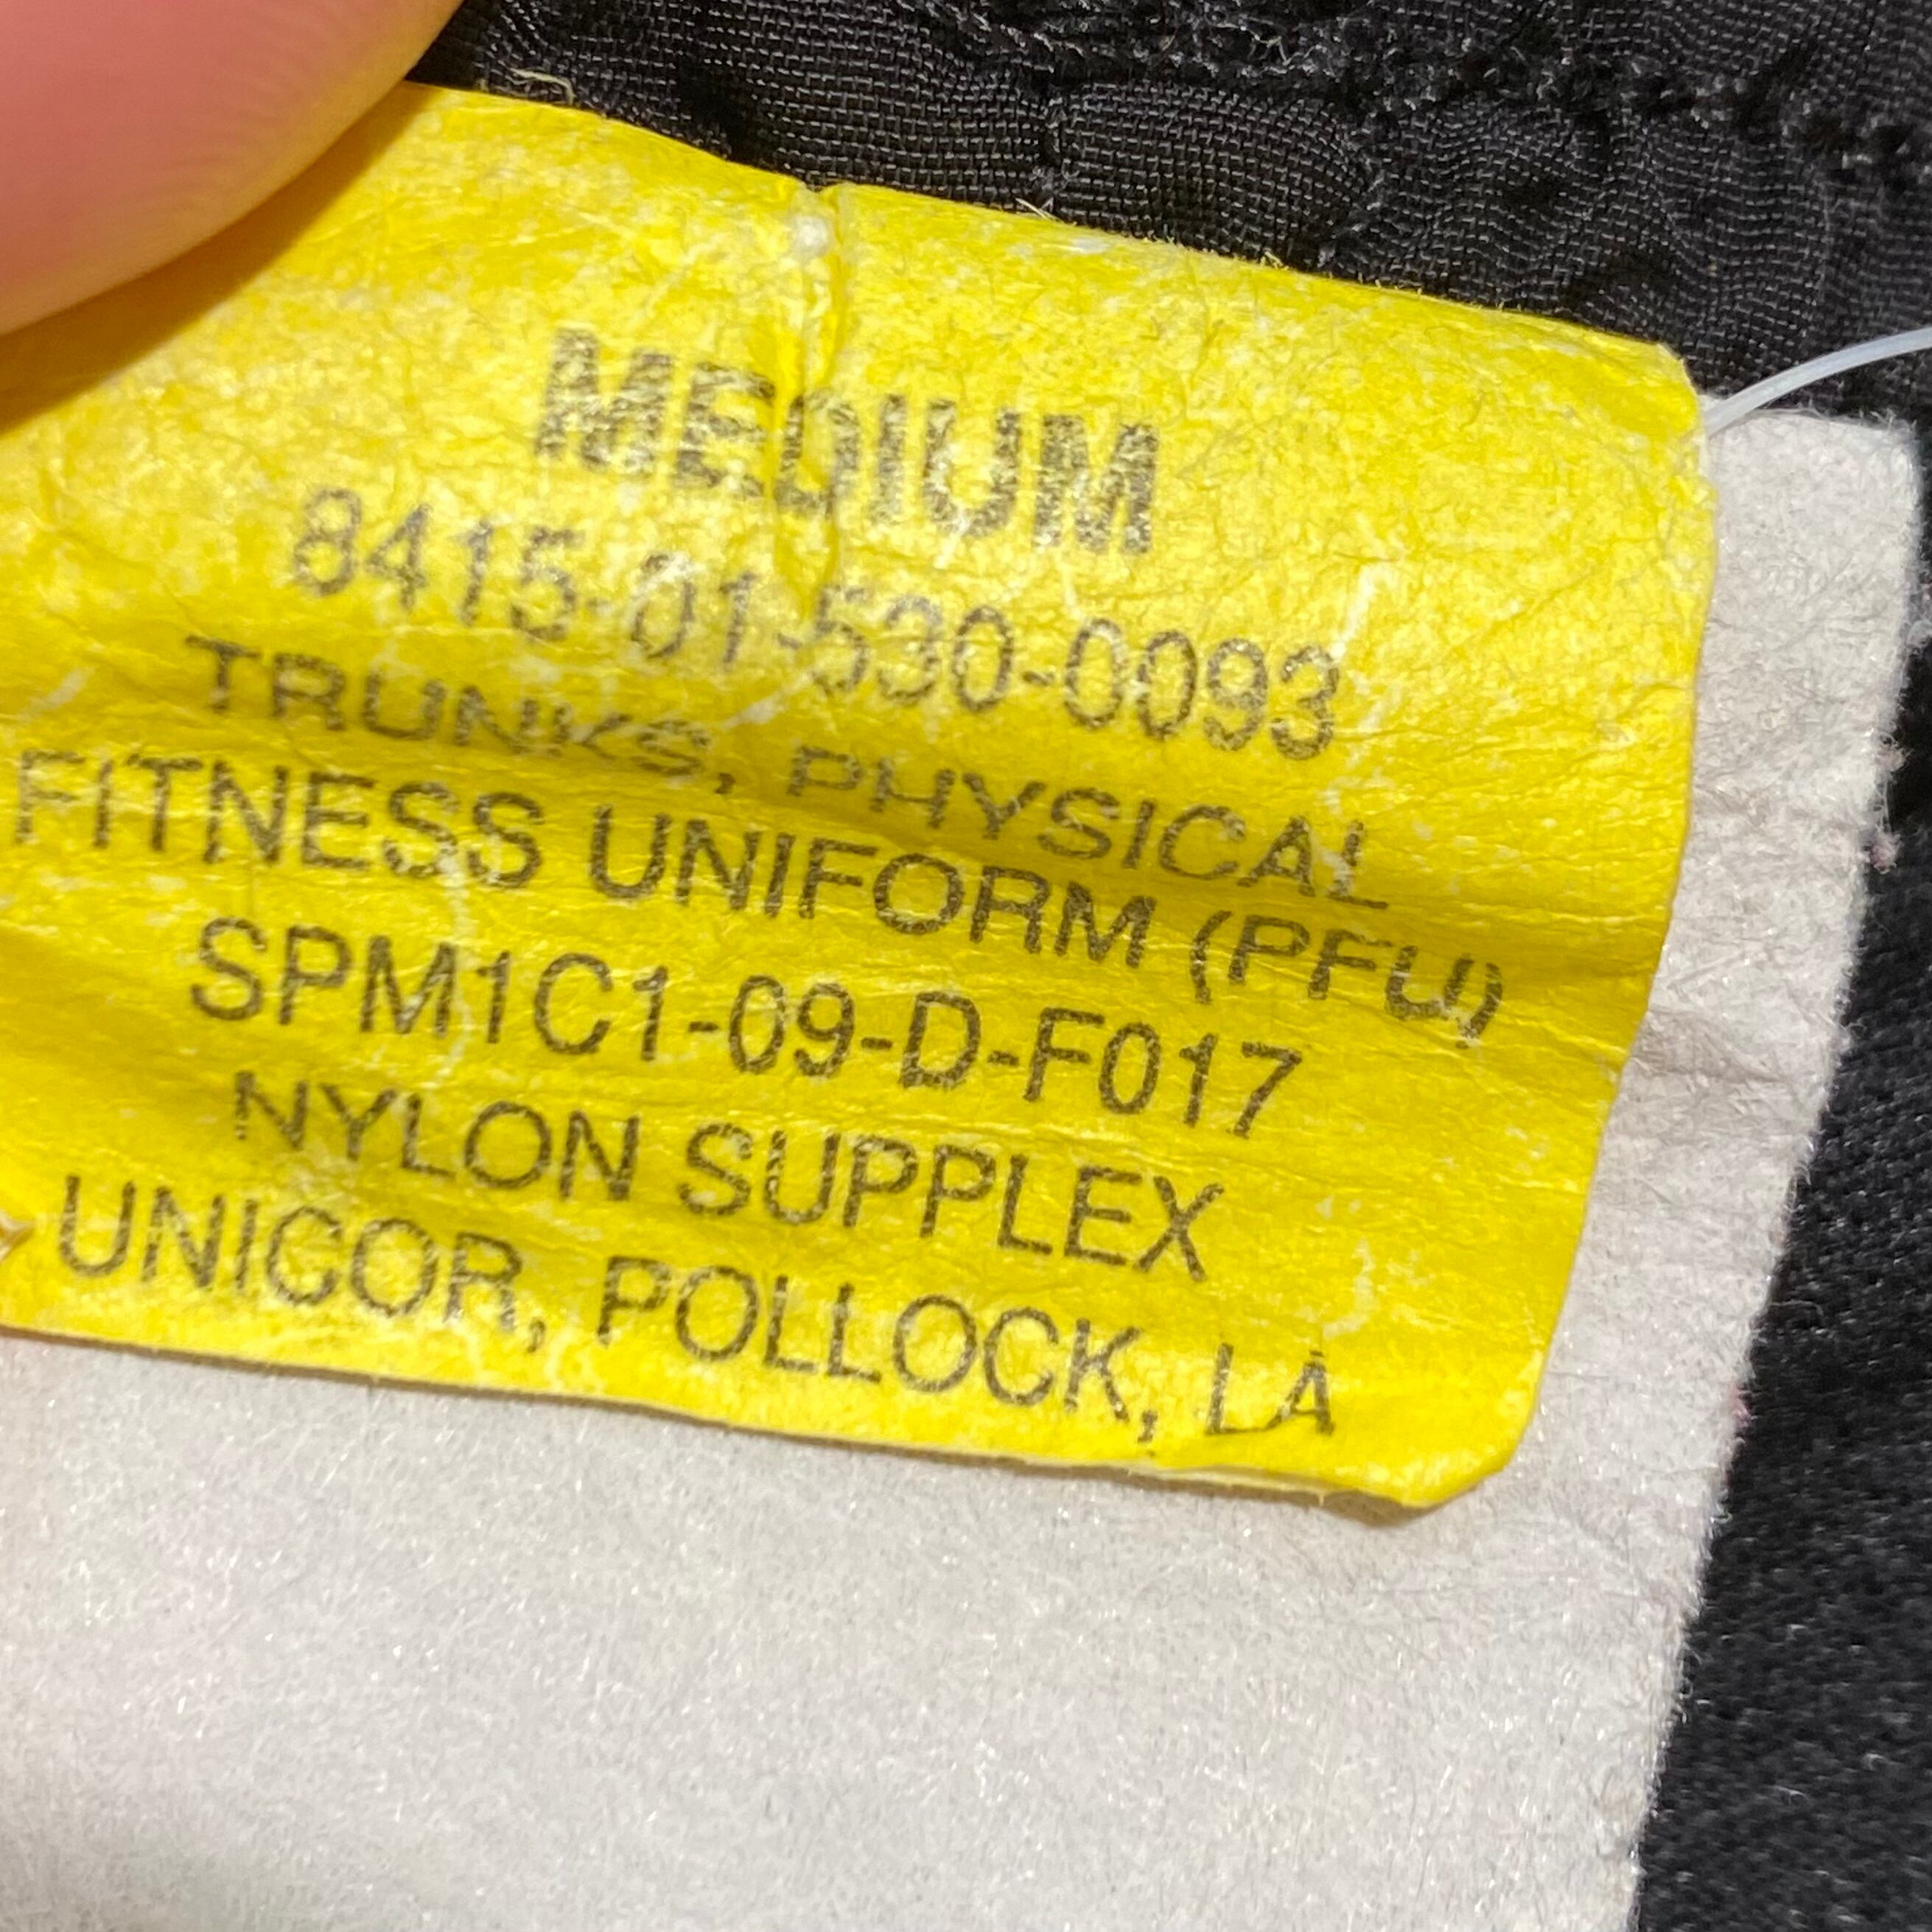 MEDIUM
8415-01-530-0093
TRUNKS, PHYSICAL
FITNESS UNIFORM (PFU)
SPM1C1-09-D-F017
NYLON SUPPLEX
UNICOR, POLLOCK, LA